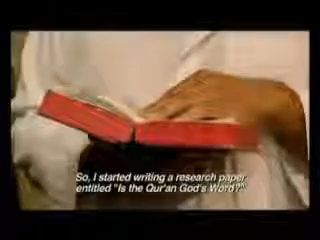 So, I started writing a research paper
entitled "Is the Qur'an God's Word?".